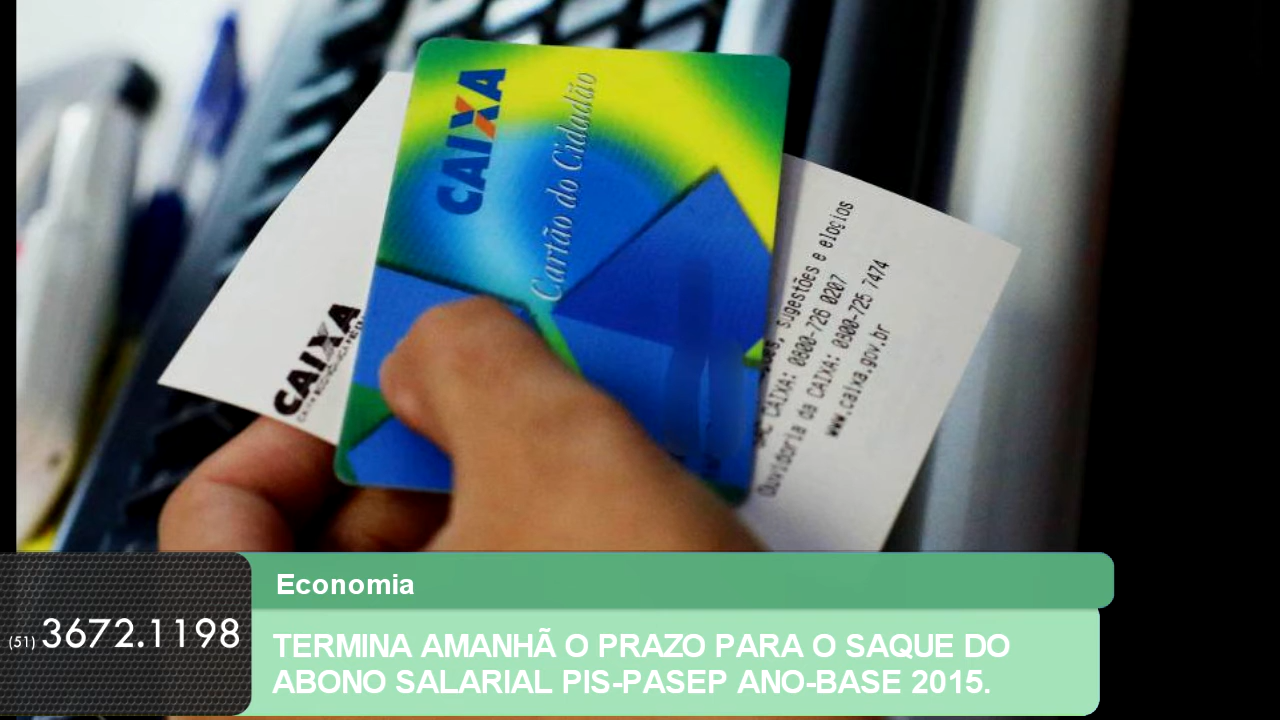 CAIXA
Cartão do Cidadão
CAIXA
sugestões e elogios
CAIXA: 0800-726 0207
Ouvidoria da CAIXA: 0800-725 7474
www.caixa.gov.br
Economia
(51) 3672.1198
TERMINA AMANHÃ O PRAZO PARA O SAQUE DO
ABONO SALARIAL PIS-PASEP ANO-BASE 2015.